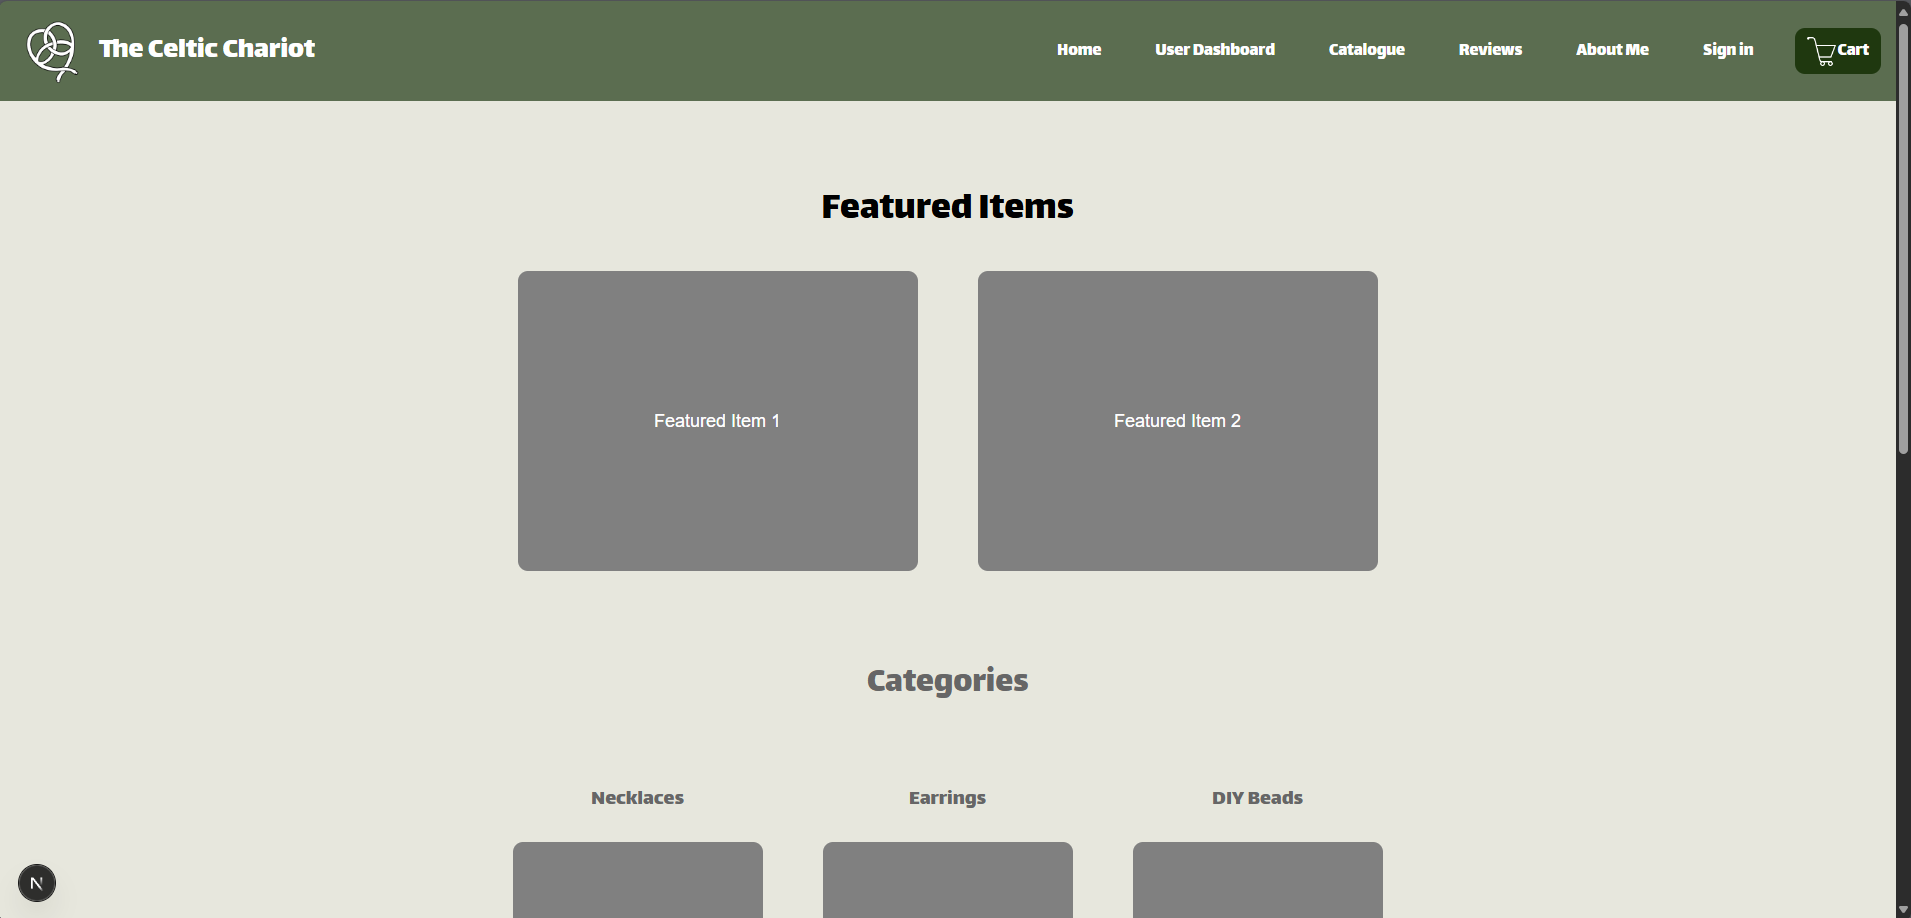 The Celtic Chariot
Home User Dashboard Catalogue Reviews About Me Sign in Cart
Featured Items
Featured Item 1 Featured Item 2
Categories
Necklaces Earrings DIY Beads
N